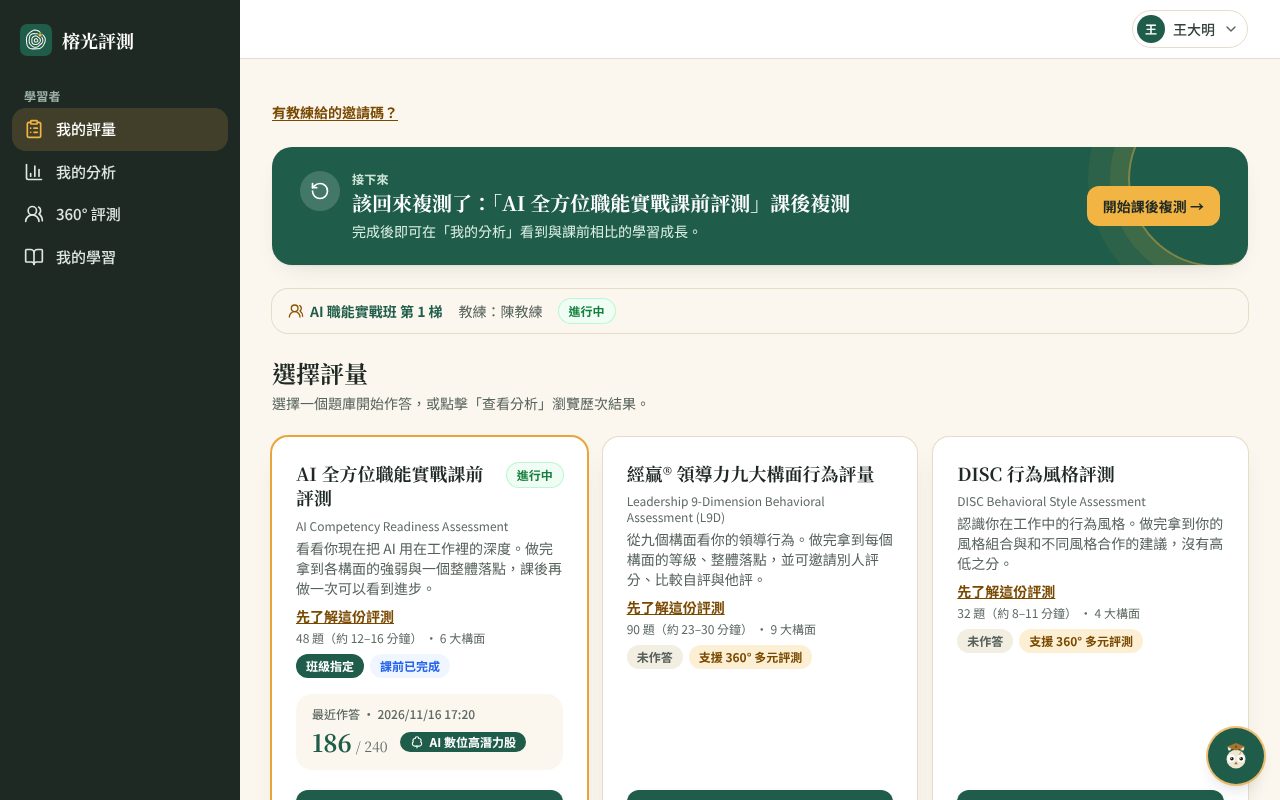 榕光評測
王
王大明
學習者
我的評量
我的分析
360° 評測
我的學習
有教練給的邀請碼？
接下來
該回來複測了：「AI 全方位職能實戰課前評測」課後複測
完成後即可在「我的分析」看到與課前相比的學習成長。
開始課後複測 →
AI 職能實戰班 第 1 梯
教練：陳教練
進行中
選擇評量
選擇一個題庫開始作答，或點擊「查看分析」瀏覽歷次結果。
AI 全方位職能實戰課前
評測
進行中
AI Competency Readiness Assessment
看看你現在把 AI 用在工作裡的深度。做完
拿到各構面的強弱與一個整體落點，課後再
做一次可以看到進步。
先了解這份評測
48 題（約 12–16 分鐘） · 6 大構面
班級指定
課前已完成
最近作答 · 2026/11/16 17:20
186 / 240
AI 數位高潛力股
經贏® 領導力九大構面行為評量
Leadership 9-Dimension Behavioral
Assessment (L9D)
從九個構面看你的領導行為。做完拿到每個
構面的等級、整體落點，並可邀請別人評
分、比較自評與他評。
先了解這份評測
90 題（約 23–30 分鐘） · 9 大構面
未作答
支援 360° 多元評測
DISC 行為風格評測
DISC Behavioral Style Assessment
認識你在工作中的行為風格。做完拿到你的
風格組合與和不同風格合作的建議，沒有高
低之分。
先了解這份評測
32 題（約 8–11 分鐘） · 4 大構面
未作答
支援 360° 多元評測